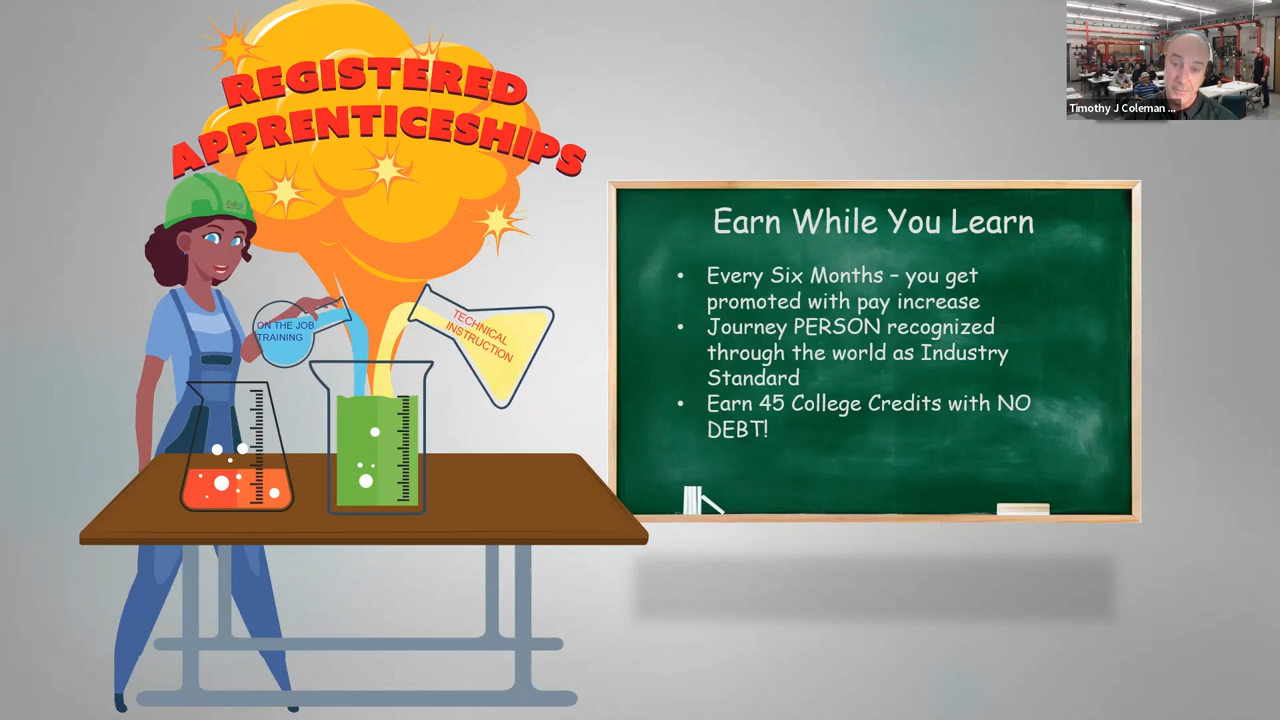 REGISTERED
APPRENTICESHIPS
ON THE JOB
TRAINING
TECHNICAL
INSTRUCTION
Earn While You Learn
• Every Six Months – you get
promoted with pay increase
• Journey PERSON recognized
through the world as Industry
Standard
• Earn 45 College Credits with NO
DEBT!
Timothy J Coleman ...